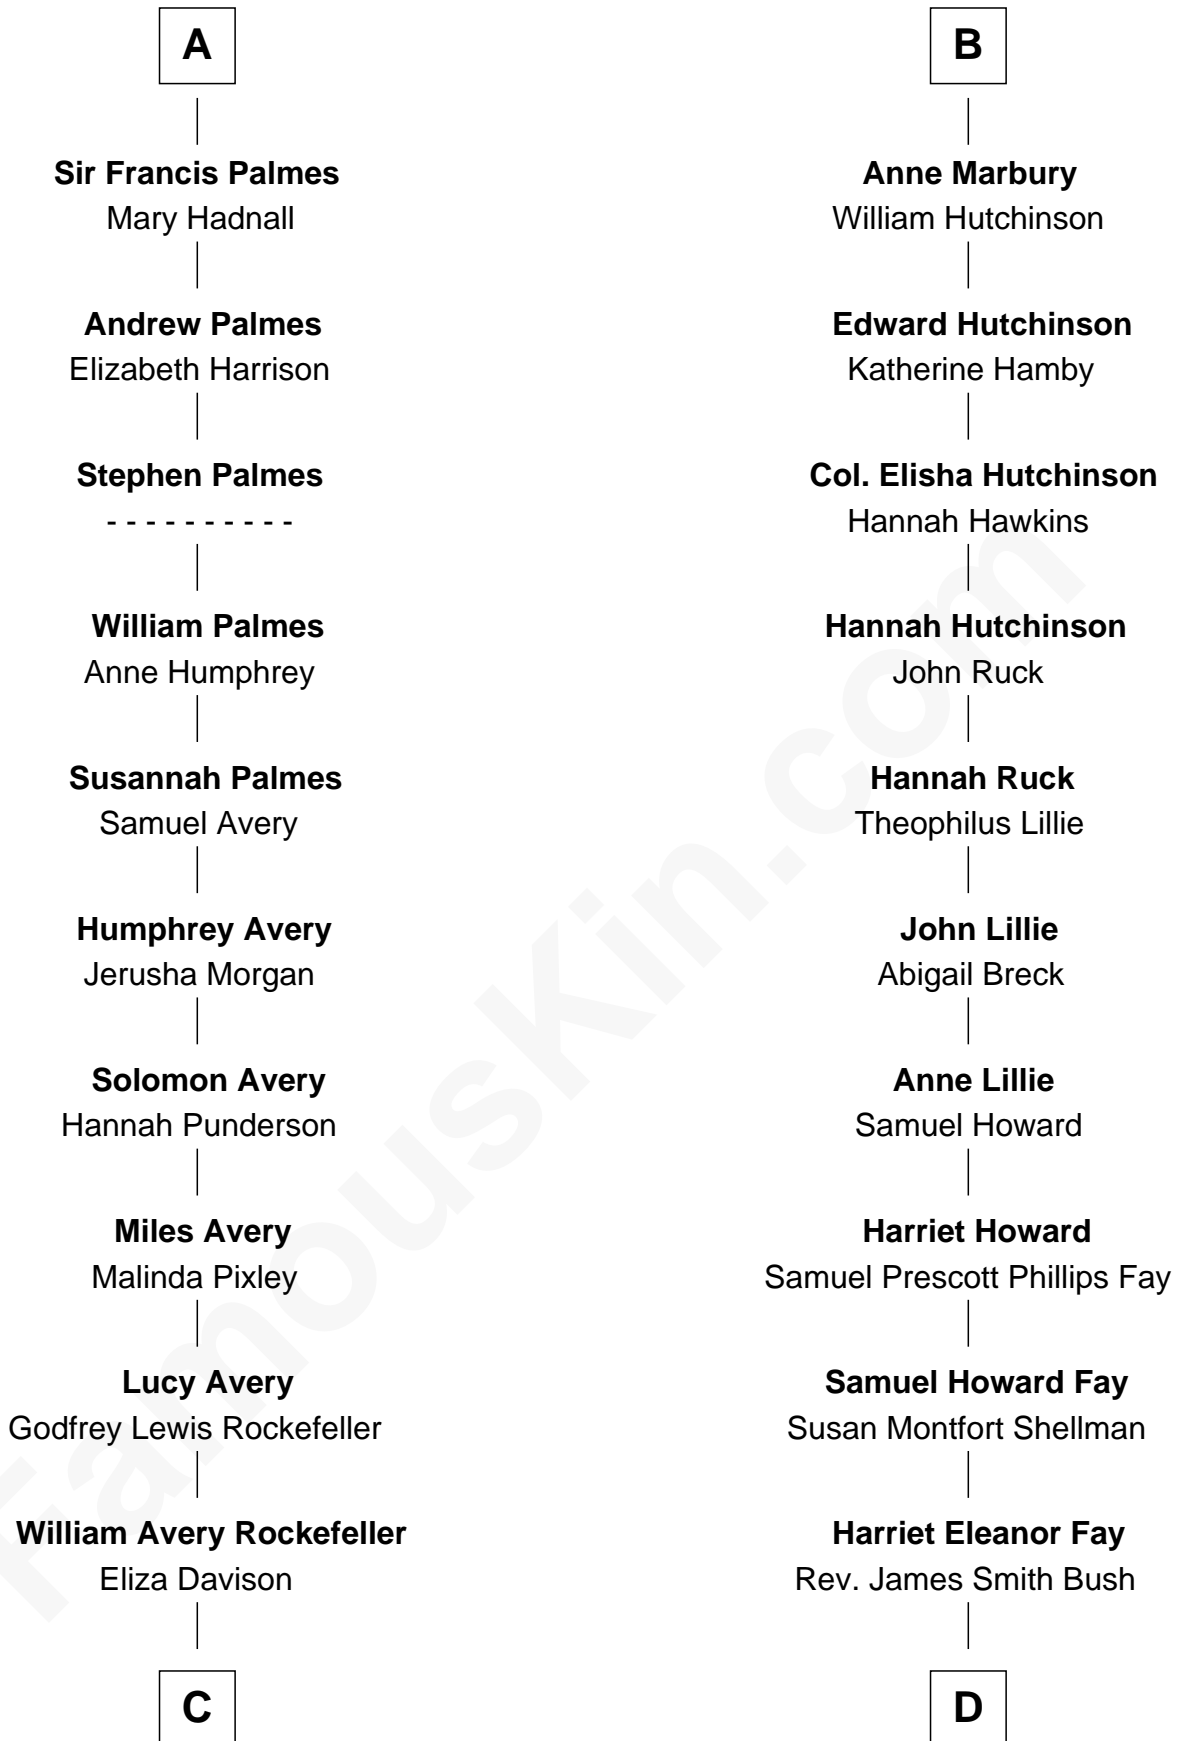 A
Sir Francis Palmes
Mary Hadnall
Andrew Palmes
Elizabeth Harrison
Stephen Palmes
- - - - - - - - - -
William Palmes
Anne Humphrey
Susannah Palmes
Samuel Avery
Humphrey Avery
Jerusha Morgan
Solomon Avery
Hannah Punderson
Miles Avery
Malinda Pixley
Lucy Avery
Godfrey Lewis Rockefeller
William Avery Rockefeller
Eliza Davison
C
B
Anne Marbury
William Hutchinson
Edward Hutchinson
Katherine Hamby
Col. Elisha Hutchinson
Hannah Hawkins
Hannah Hutchinson
John Ruck
Hannah Ruck
Theophilus Lillie
John Lillie
Abigail Breck
Anne Lillie
Samuel Howard
Harriet Howard
Samuel Prescott Phillips Fay
Samuel Howard Fay
Susan Montfort Shellman
Harriet Eleanor Fay
Rev. James Smith Bush
D
FamousKin.com